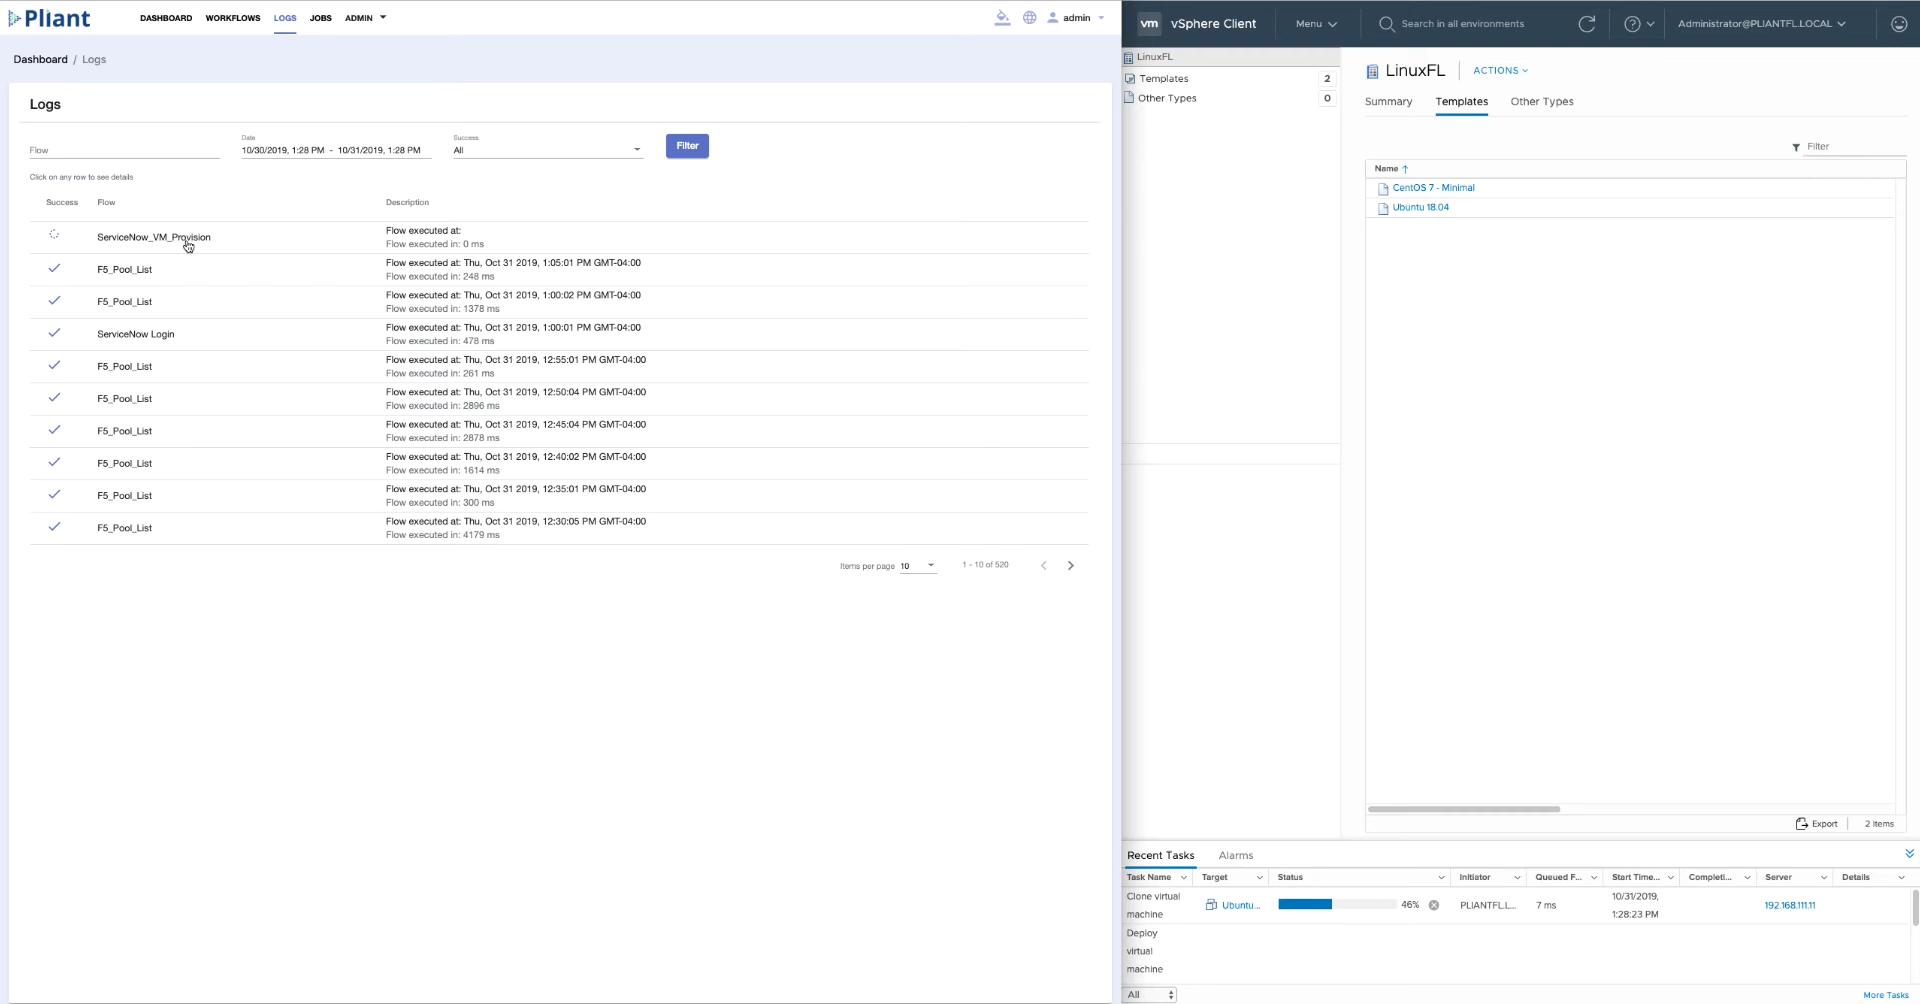 Pliant
DASHBOARD WORKFLOWS LOGS JOBS ADMIN
admin
Dashboard / Logs
Logs
Flow
Date
10/30/2019, 1:28 PM - 10/31/2019, 1:28 PM
Success
All
Filter
Click on any row to see details
Success Flow Description
ServiceNow_VM_Provision
Flow executed at:
Flow executed in: 0 ms
F5_Pool_List
Flow executed at: Thu, Oct 31 2019, 1:05:01 PM GMT-04:00
Flow executed in: 248 ms
F5_Pool_List
Flow executed at: Thu, Oct 31 2019, 1:00:02 PM GMT-04:00
Flow executed in: 1378 ms
ServiceNow Login
Flow executed at: Thu, Oct 31 2019, 1:00:01 PM GMT-04:00
Flow executed in: 478 ms
F5_Pool_List
Flow executed at: Thu, Oct 31 2019, 12:55:01 PM GMT-04:00
Flow executed in: 261 ms
F5_Pool_List
Flow executed at: Thu, Oct 31 2019, 12:50:04 PM GMT-04:00
Flow executed in: 2896 ms
F5_Pool_List
Flow executed at: Thu, Oct 31 2019, 12:45:04 PM GMT-04:00
Flow executed in: 2878 ms
F5_Pool_List
Flow executed at: Thu, Oct 31 2019, 12:40:02 PM GMT-04:00
Flow executed in: 1614 ms
F5_Pool_List
Flow executed at: Thu, Oct 31 2019, 12:35:01 PM GMT-04:00
Flow executed in: 300 ms
F5_Pool_List
Flow executed at: Thu, Oct 31 2019, 12:30:05 PM GMT-04:00
Flow executed in: 4179 ms
Items per page 10 1 - 10 of 520
vm vSphere Client Menu Search in all environments Administrator@PLIANTFL.LOCAL
LinuxFL
Templates 2
Other Types 0
LinuxFL ACTIONS
Summary Templates Other Types
Filter
Name
CentOS 7 - Minimal
Ubuntu 18.04
Export 2 items
Recent Tasks Alarms
Task Name Target Status Initiator Queued F... Start Time... Completi... Server Details
Clone virtual
machine
Ubuntu... 46% PLIANTFL.L... 7 ms
10/31/2019,
1:28:23 PM
192.168.111.11
Deploy
virtual
machine
All
More Tasks